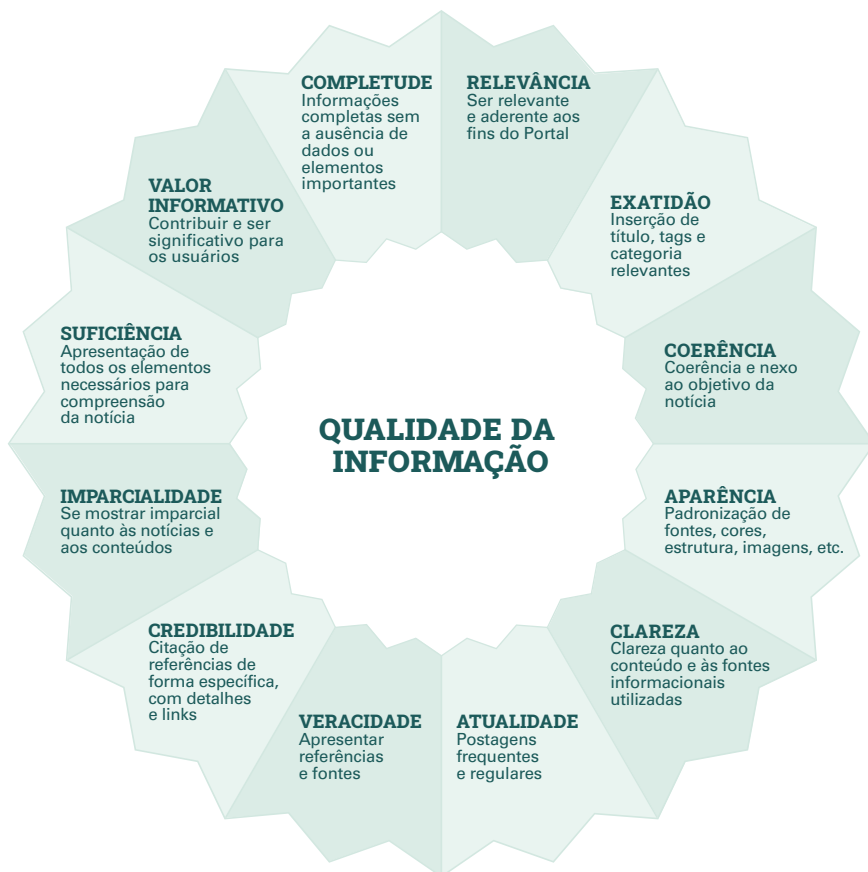 COMPLETUDE
Informações
completas sem
a ausência de
dados ou
elementos
importantes
RELEVÂNCIA
Ser relevante
e aderente aos
fins do Portal
EXATIDÃO
Inserção de
título, tags e
categoria
relevantes
COERÊNCIA
Coerência e nexo
ao objetivo da
notícia
APARÊNCIA
Padronização de
fontes, cores,
estrutura, imagens, etc.
CLAREZA
Clareza quanto ao
conteúdo e às fontes
informacionais
utilizadas
ATUALIDADE
Postagens
frequentes
e regulares
VERACIDADE
Apresentar
referências
e fontes
CREDIBILIDADE
Citação de
referências de
forma específica,
com detalhes
e links
IMPARCIALIDADE
Se mostrar imparcial
quanto às notícias e
aos conteúdos
SUFICIÊNCIA
Apresentação de
todos os elementos
necessários para
compreensão
da notícia
VALOR
INFORMATIVO
Contribuir e ser
significativo para
os usuários
QUALIDADE DA
INFORMAÇÃO